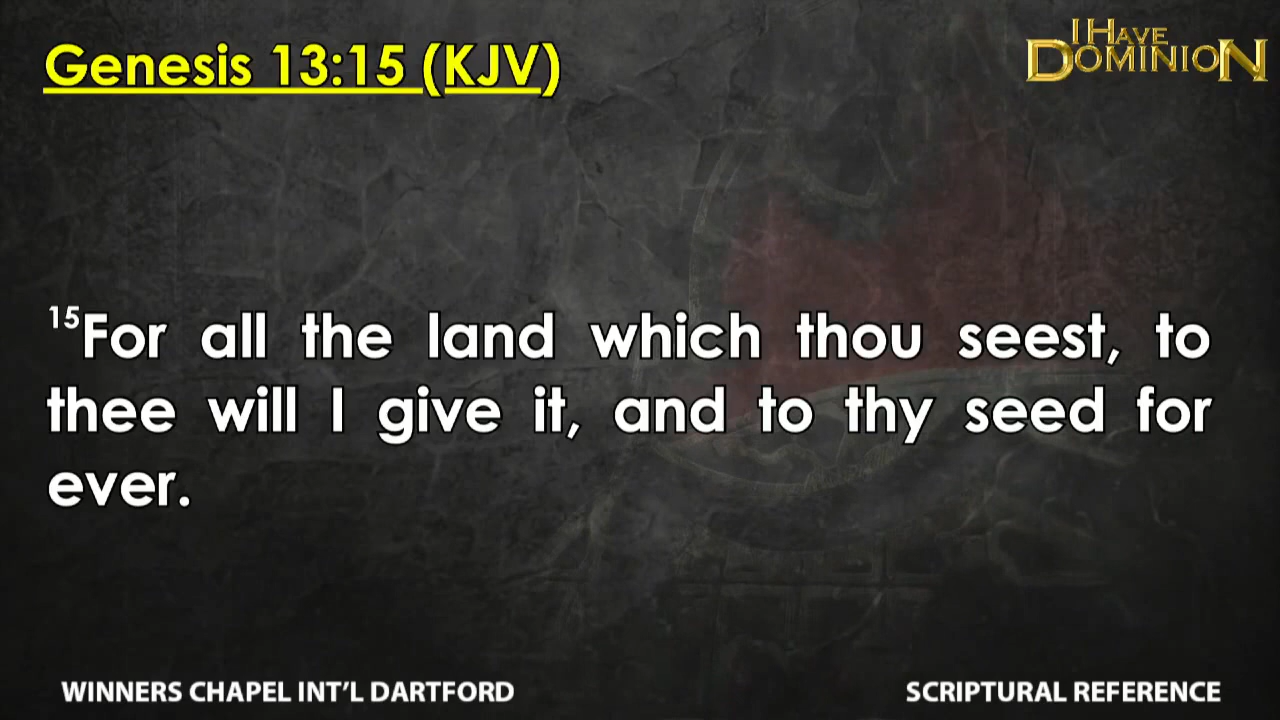 Genesis 13:15 (KJV)
I HAVE
DOMINION
15For all the land which thou seest, to
thee will I give it, and to thy seed for
ever.
WINNERS CHAPEL INT'L DARTFORD
SCRIPTURAL REFERENCE